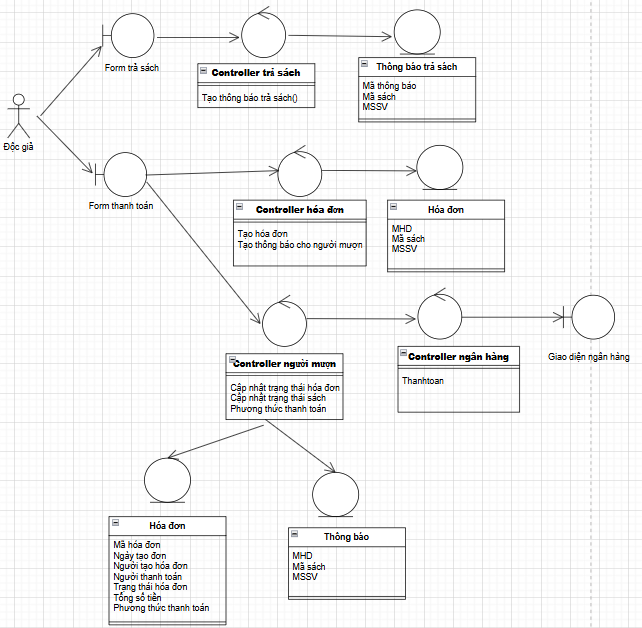 Form trả sách
Controller trả sách
Tạo thông báo trả sách()
Thông báo trả sách
Mã thông báo
Mã sách
MSSV
Độc giả
Form thanh toán
Controller hóa đơn
Tạo hóa đơn
Tạo thông báo cho người mượn
Hóa đơn
MHD
Mã sách
MSSV
Controller người mượn
Cập nhật trạng thái hóa đơn
Cập nhật trạng thái sách
Phương thức thanh toán
Controller ngân hàng
Thanhtoan
Giao diện ngân hàng
Hóa đơn
Mã hóa đơn
Ngày tạo đơn
Người tạo hóa đơn
Người thanh toán
Trạng thái hóa đơn
Tổng số tiền
Phương thức thanh toán
Thông báo
MHD
Mã sách
MSSV